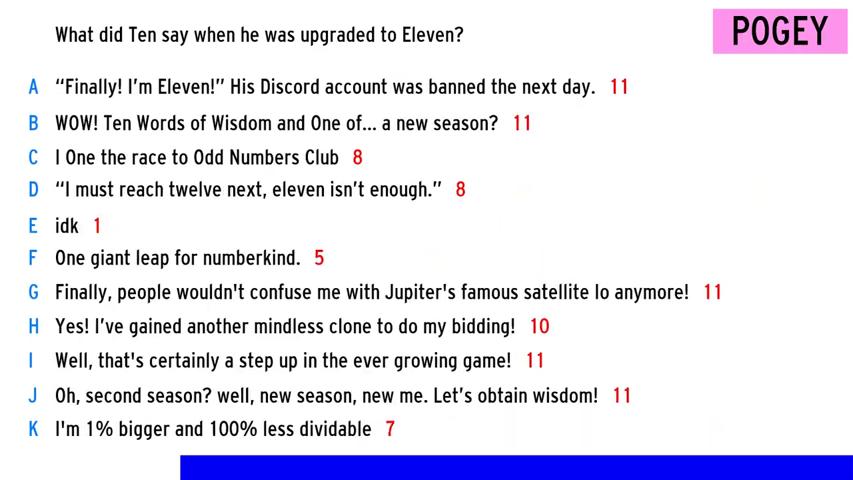 What did Ten say when he was upgraded to Eleven?
POGEY
A “Finally! I’m Eleven!” His Discord account was banned the next day. 11
B WOW! Ten Words of Wisdom and One of... a new season? 11
C I One the race to Odd Numbers Club 8
D “I must reach twelve next, eleven isn’t enough.” 8
E idk 1
F One giant leap for numberkind. 5
G Finally, people wouldn't confuse me with Jupiter's famous satellite Io anymore! 11
H Yes! I’ve gained another mindless clone to do my bidding! 10
I Well, that's certainly a step up in the ever growing game! 11
J Oh, second season? well, new season, new me. Let’s obtain wisdom! 11
K I'm 1% bigger and 100% less dividable 7